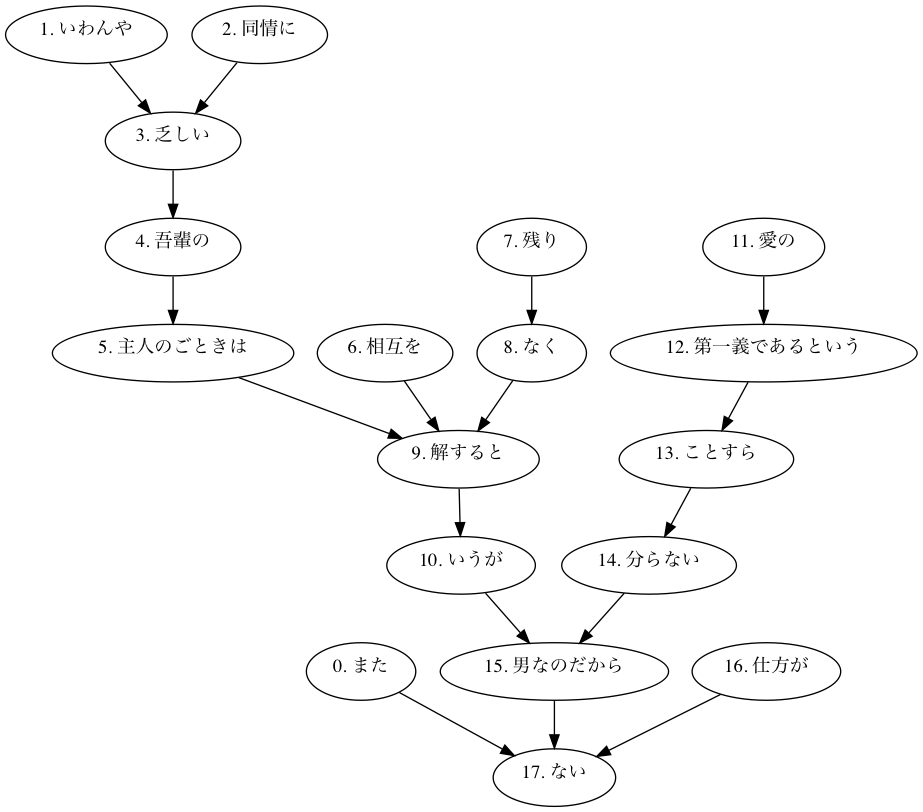 1. いわんや
2. 同情に
3. 乏しい
4. 吾輩の
7. 残り
11. 愛の
5. 主人のごときは
6. 相互を
8. なく
12. 第一義であるという
9. 解すると
13. ことすら
10. いうが
14. 分らない
0. また
15. 男なのだから
16. 仕方が
17. ない